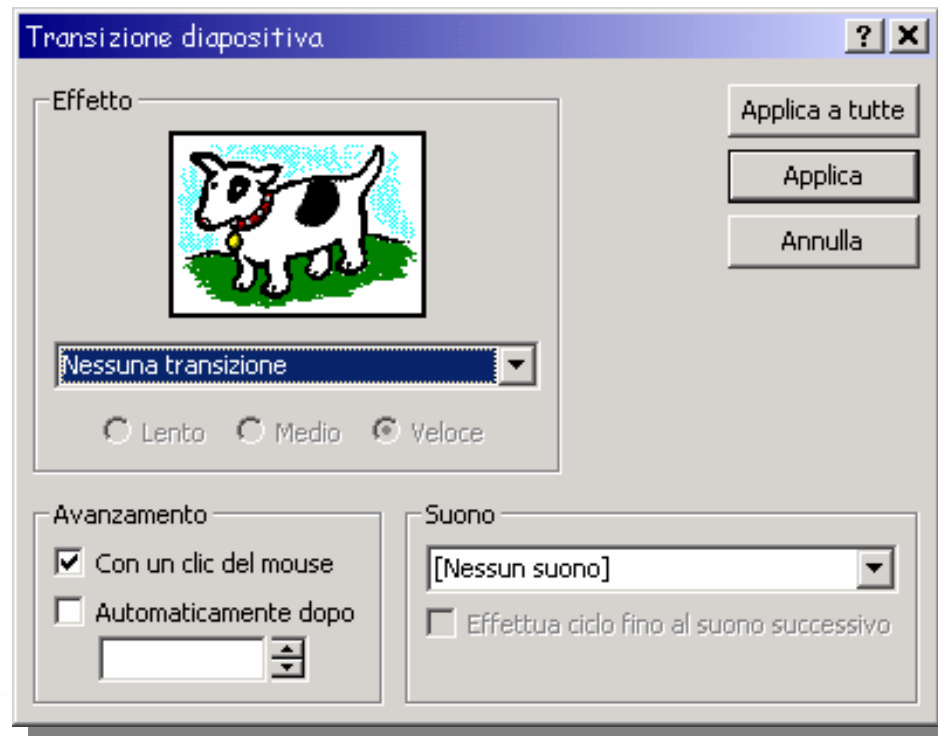 Transizione diapositiva
Effetto
Applica a tutte
Applica
Annulla
Nessuna transizione
Lento Medio Veloce
Avanzamento
Con un clic del mouse
Automaticamente dopo
Suono
[Nessun suono]
Effettua ciclo fino al suono successivo